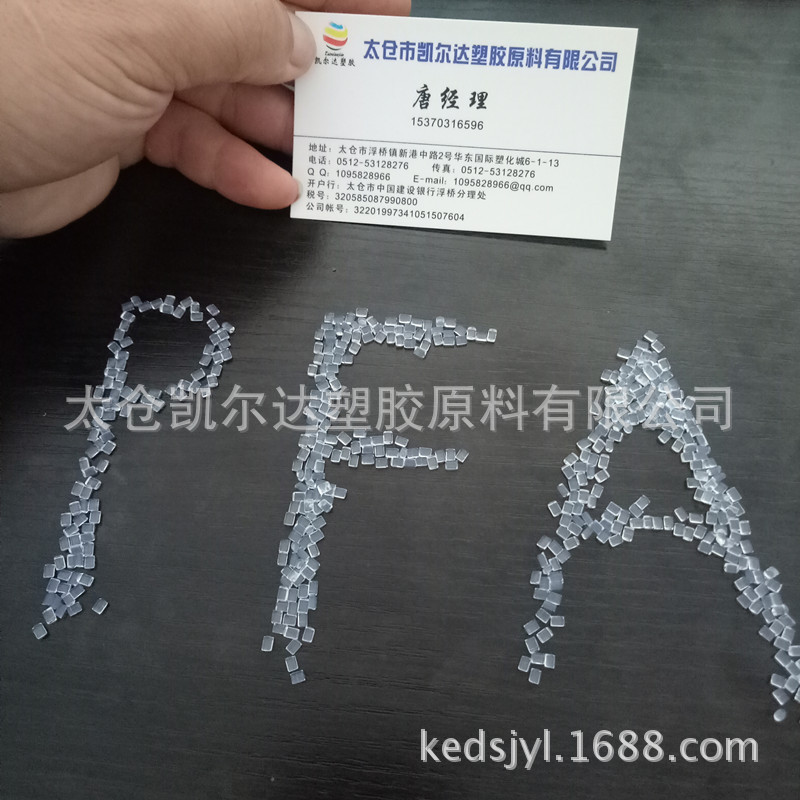 太仓市凯尔达塑胶原料有限公司
凯尔达塑胶
唐经理
15370316596
地址：太仓市浮桥镇新港中路2号华东国际塑化城6-1-13
电话：0512-53128276 传真：0512-53128276
Q Q：1095828966 E-mail：1095828966@qq.com
开户行：太仓市中国建设银行浮桥分理处
税号：320585087990800
公司帐号：32201997341051507604
PFA
太仓凯尔达塑胶原料有限公司
kedsjyl.1688.com